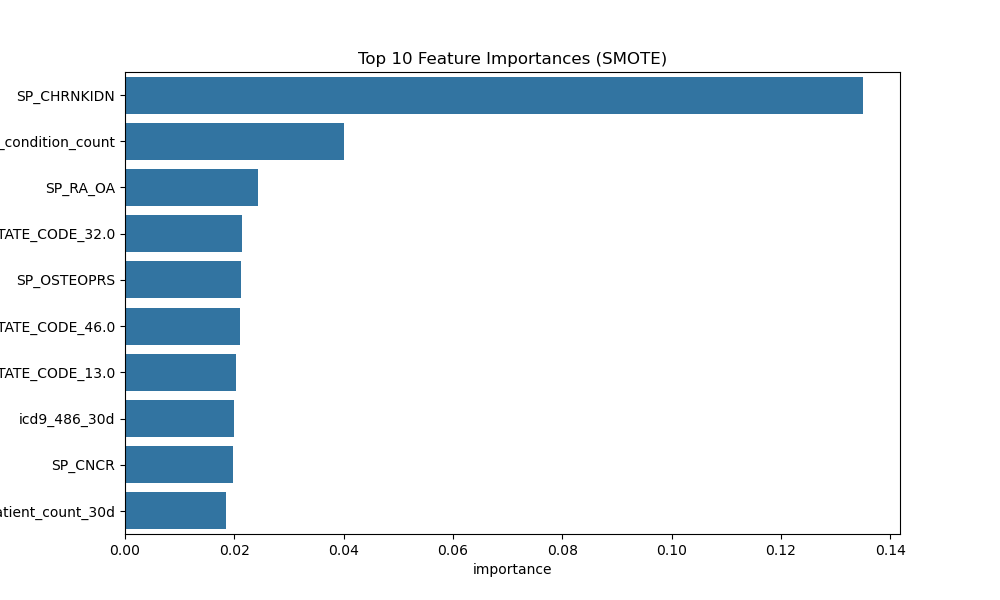 Top 10 Feature Importances (SMOTE)
SP_CHRNKIDN
_condition_count
SP_RA_OA
TATE_CODE_32.0
SP_OSTEOPRS
TATE_CODE_46.0
TATE_CODE_13.0
icd9_486_30d
SP_CNCR
atient_count_30d
0.00 0.02 0.04 0.06 0.08 0.10 0.12 0.14
importance